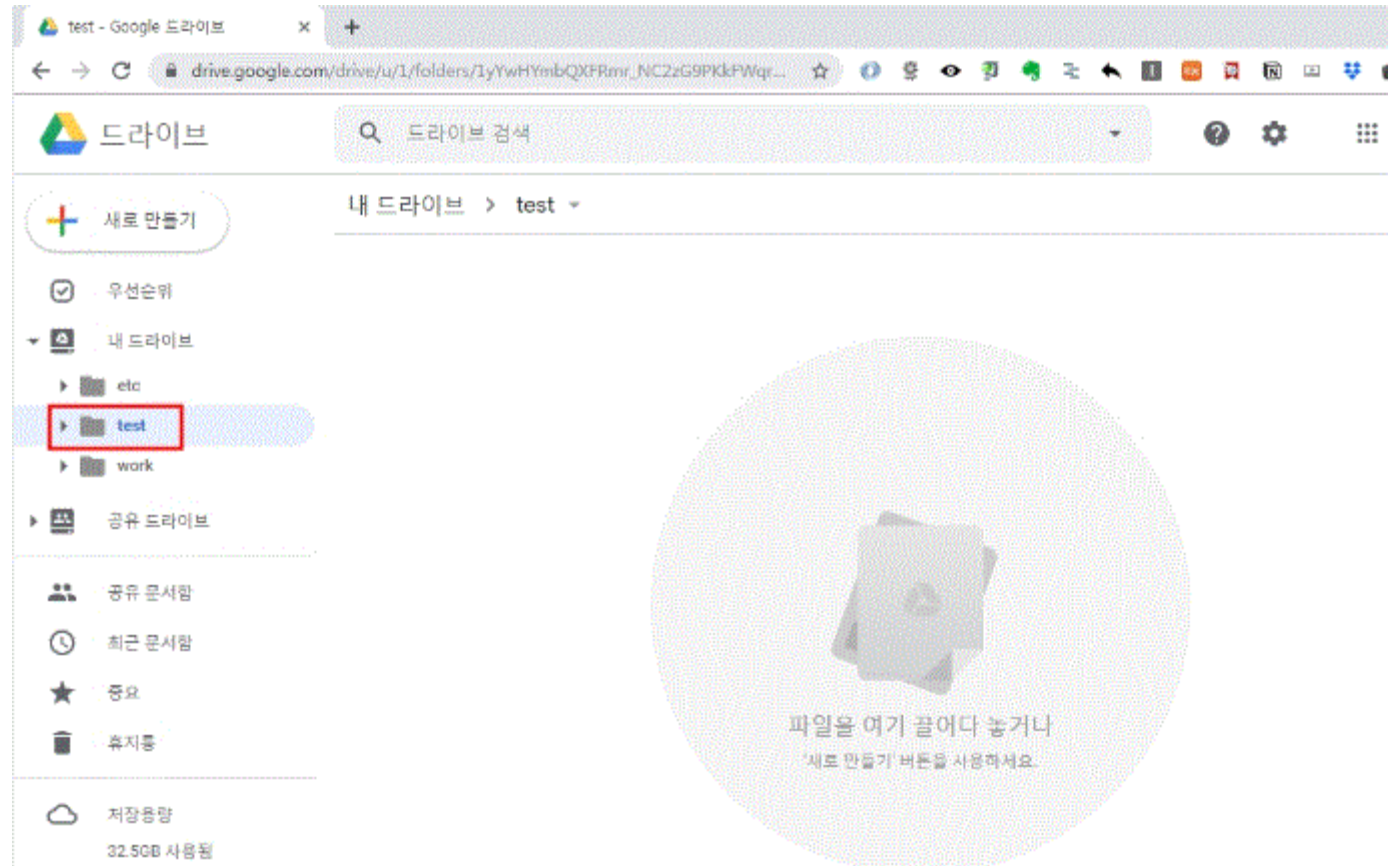 test - Google 드라이브
drive.google.com/drive/u/1/folders/1yYwHYmbQXFRmr_NC2zG9PKkFWqr...
드라이브
드라이브 검색
새로 만들기
내 드라이브 > test
우선순위
내 드라이브
etc
test
work
공유 드라이브
공유 문서함
최근 문서함
중요
휴지통
저장용량
32.5GB 사용됨
파일을 여기 끌어다 놓거나
'새로 만들기' 버튼을 사용하세요.